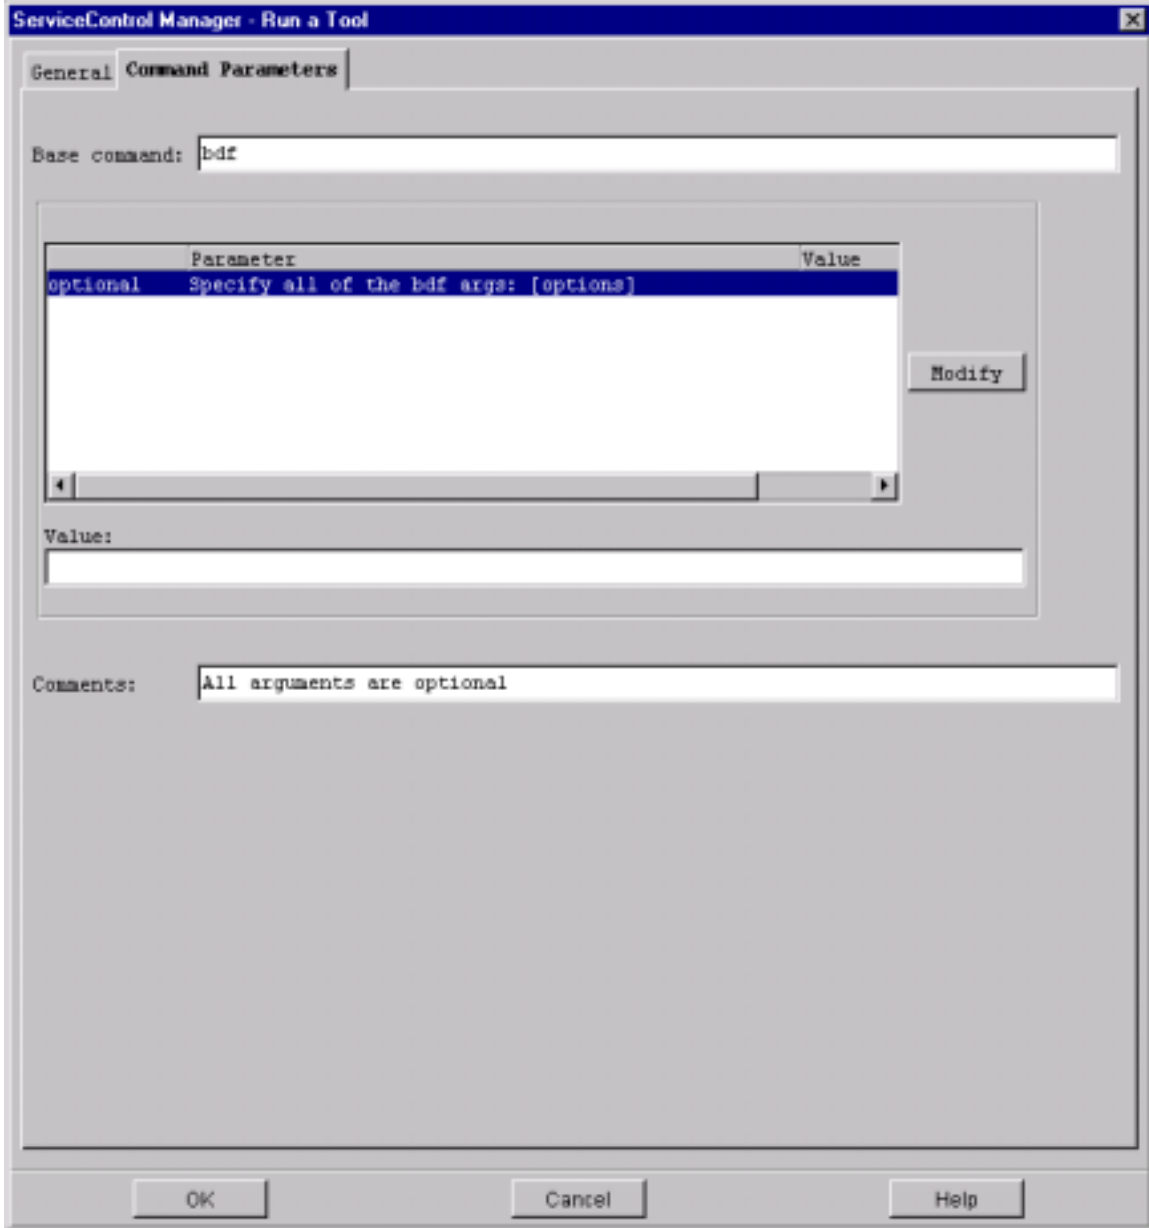 ServiceControl Manager - Run a Tool
General Command Parameters
Base command: bdf
Parameter Value
optional Specify all of the bdf args: [options]
Modify
Value:
Comments: All arguments are optional
OK Cancel Help